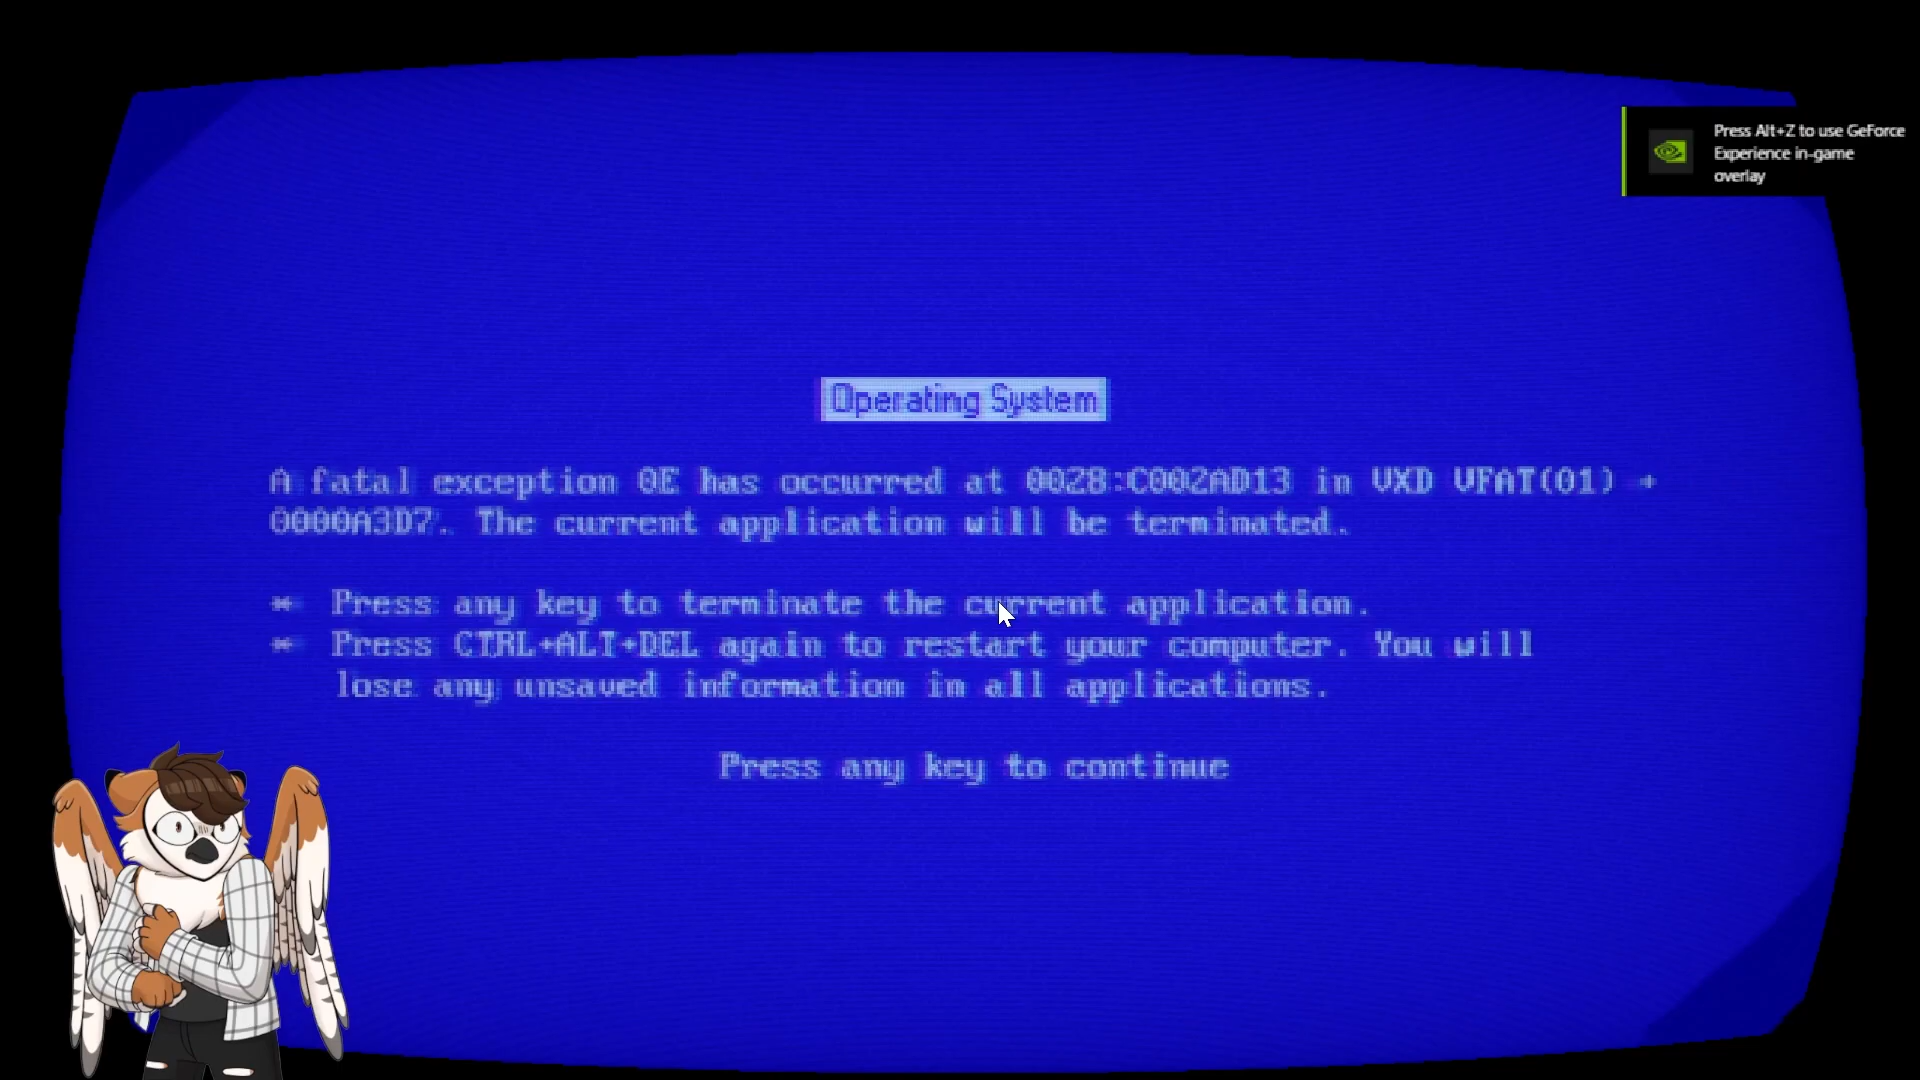 Press Alt+Z to use GeForce
Experience in-game
overlay
Operating System
A fatal exception 0E has occurred at 0028:C002AD13 in VXD VFAT(01) +
0000A3D7. The current application will be terminated.
* Press any key to terminate the current application.
* Press CTRL+ALT+DEL again to restart your computer. You will
lose any unsaved information in all applications.
Press any key to continue